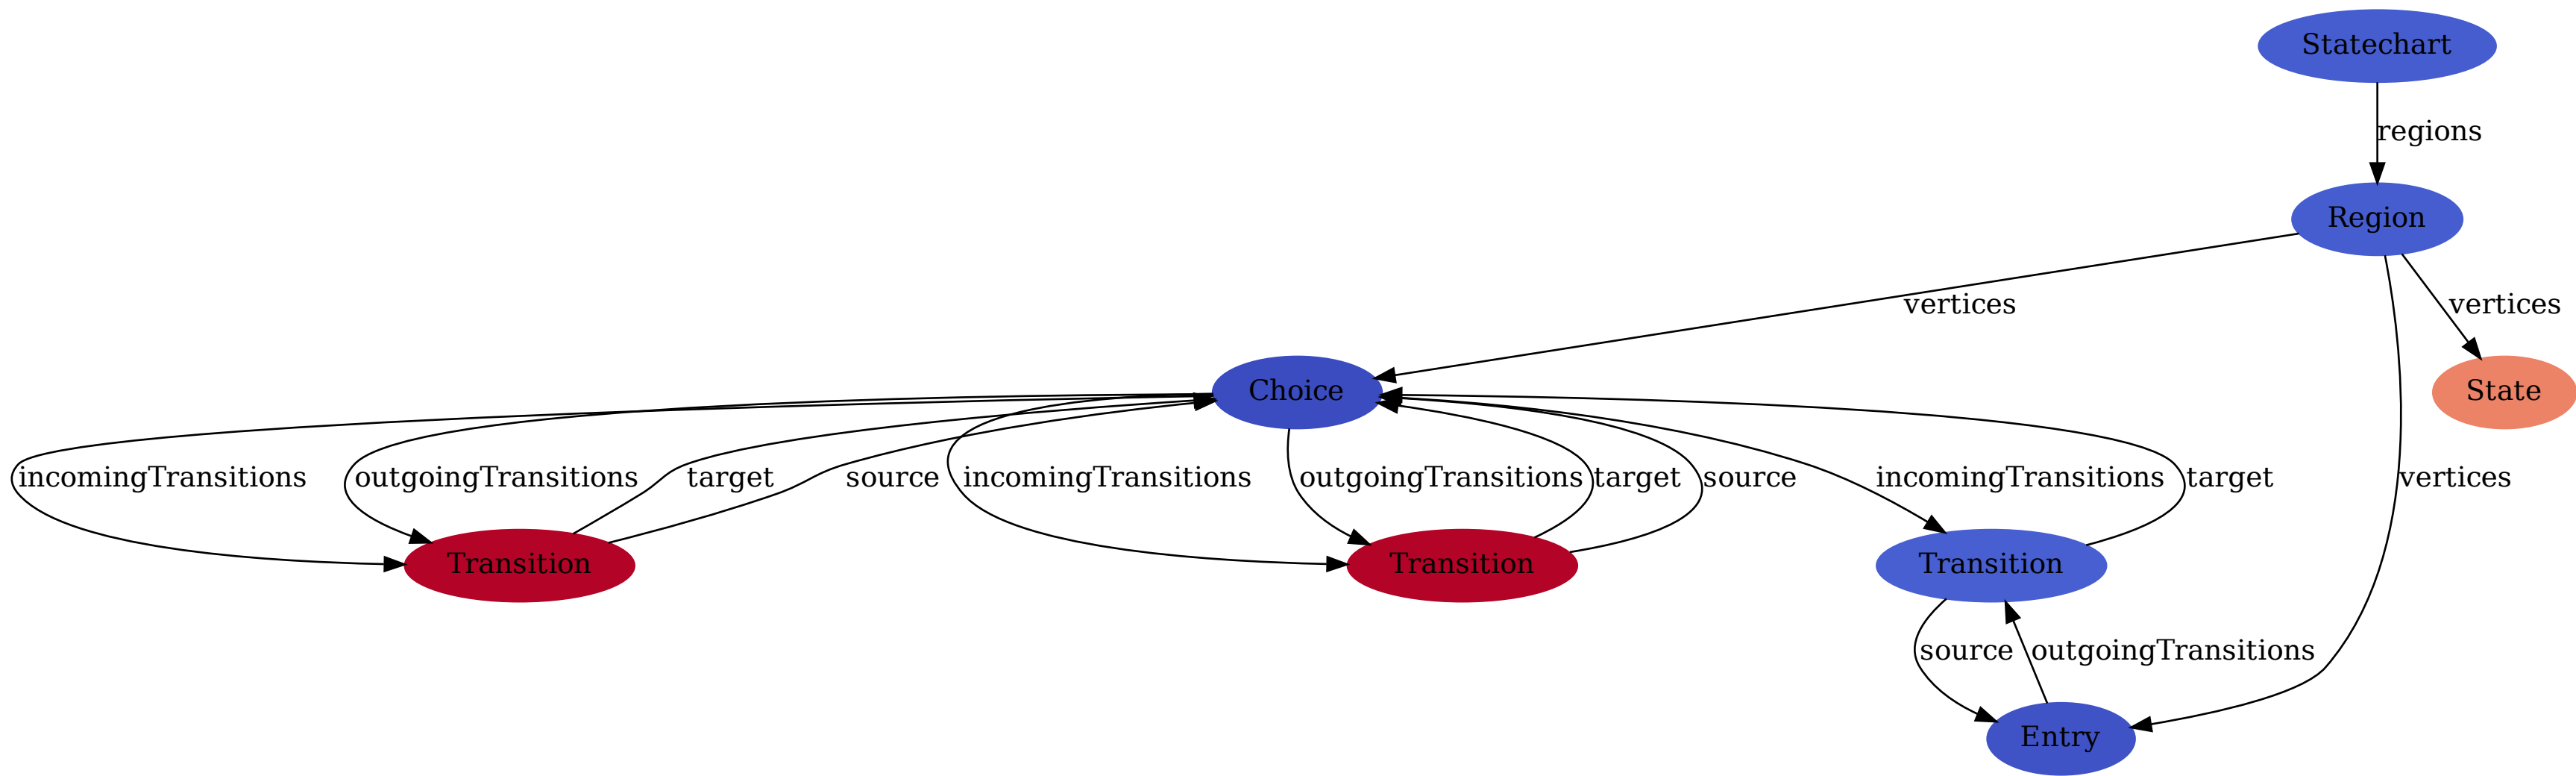 Statechart
regions
Region
vertices
vertices
Choice
State
incomingTransitions
outgoingTransitions
target
source
incomingTransitions
outgoingTransitions
target
source
incomingTransitions
target
vertices
Transition
Transition
Transition
source
outgoingTransitions
Entry